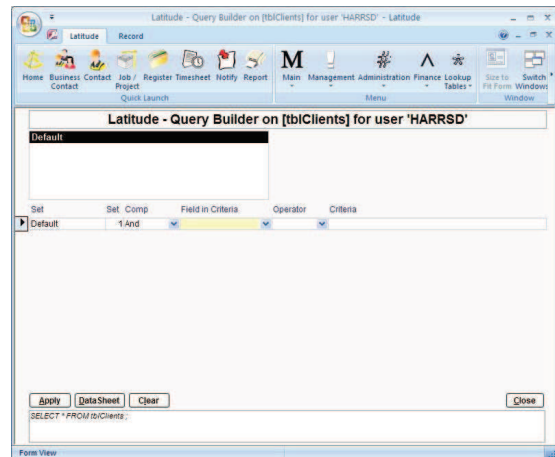 Latitude - Query Builder on [tblClients] for user 'HARRSD' - Latitude
Latitude Record
Home Business Contact Contact Job / Project Register Timesheet Notify Report Main Management Administration Finance Lookup Tables Size to Fit Form Switch Windows
Quick Launch Menu Window
Latitude - Query Builder on [tblClients] for user 'HARRSD'
Default
Set Set Comp Field in Criteria Operator Criteria
Default 1 And
Apply DataSheet Clear Close
SELECT * FROM tblClients ;
Form View